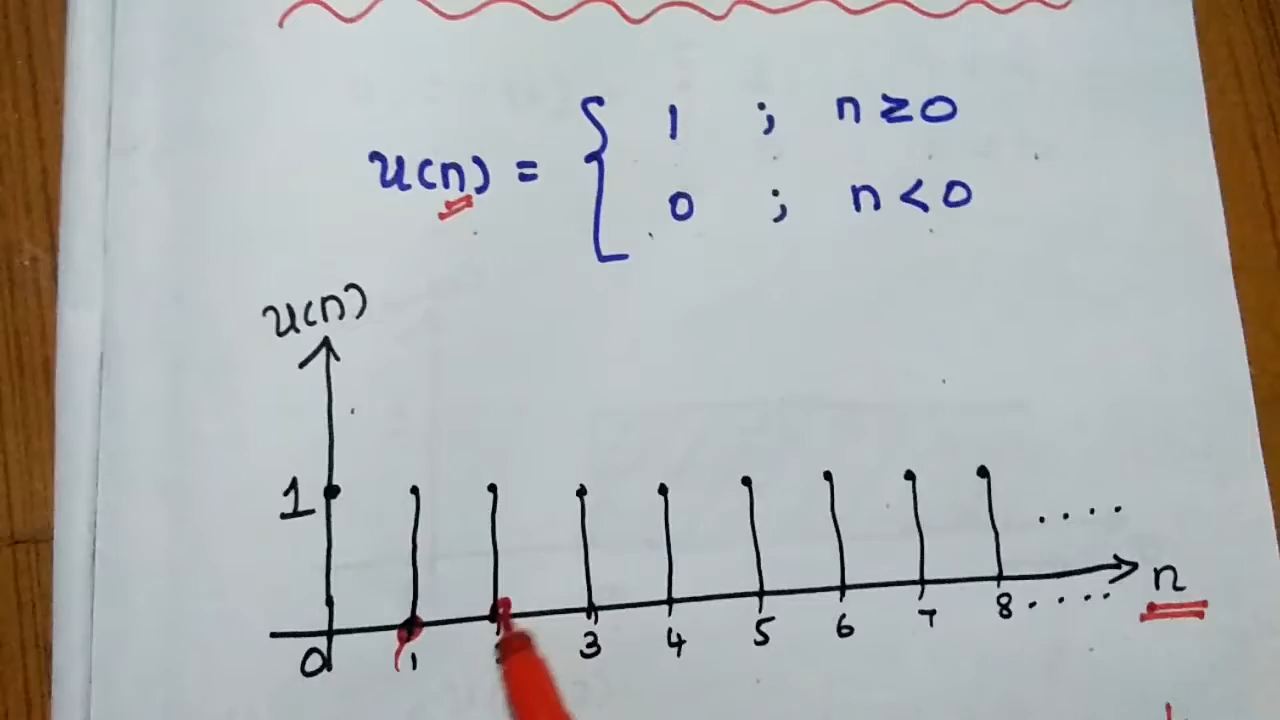 u(n) = { 1 ; n ≥ 0
0 ; n < 0
u(n)
1
....
n
0 1 3 4 5 6 7 8 ....